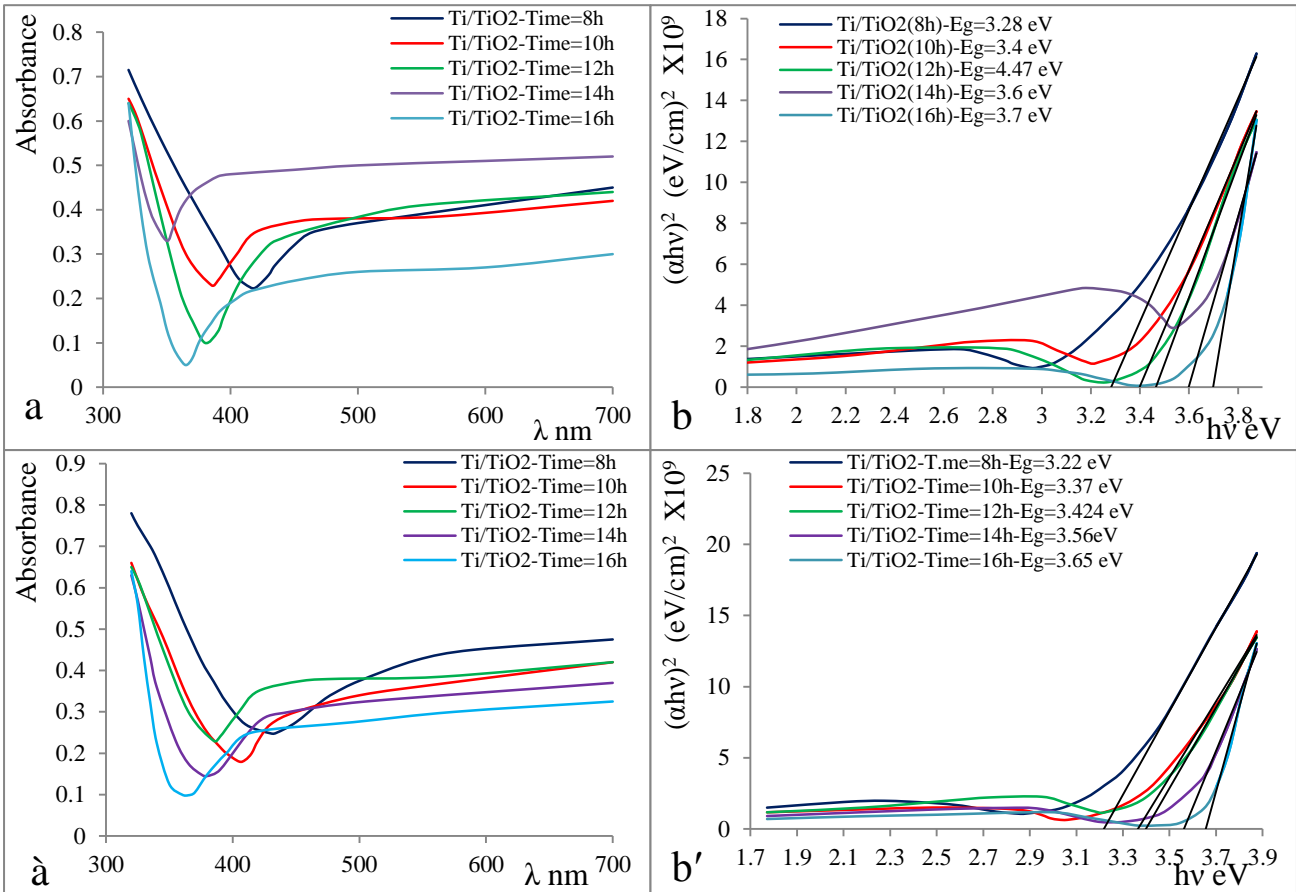 Ti/TiO2-Time=8h
Ti/TiO2-Time=10h
Ti/TiO2-Time=12h
Ti/TiO2-Time=14h
Ti/TiO2-Time=16h
Absorbance
0.8
0.7
0.6
0.5
0.4
0.3
0.2
0.1
0
300 400 500 600 700
λ nm
a
Ti/TiO2(8h)-Eg=3.28 eV
Ti/TiO2(10h)-Eg=3.4 eV
Ti/TiO2(12h)-Eg=4.47 eV
Ti/TiO2(14h)-Eg=3.6 eV
Ti/TiO2(16h)-Eg=3.7 eV
(αhν)² (eV/cm)² X10⁹
18
16
14
12
10
8
6
4
2
0
1.8 2 2.2 2.4 2.6 2.8 3 3.2 3.4 3.6 3.8
hν eV
b
Ti/TiO2-Time=8h
Ti/TiO2-Time=10h
Ti/TiO2-Time=12h
Ti/TiO2-Time=14h
Ti/TiO2-Time=16h
Absorbance
0.9
0.8
0.7
0.6
0.5
0.4
0.3
0.2
0.1
0
300 400 500 600 700
λ nm
a′
Ti/TiO2-T.me=8h-Eg=3.22 eV
Ti/TiO2-Time=10h-Eg=3.37 eV
Ti/TiO2-Time=12h-Eg=3.424 eV
Ti/TiO2-Time=14h-Eg=3.56eV
Ti/TiO2-Time=16h-Eg=3.65 eV
(αhν)² (eV/cm)² X10⁹
25
20
15
10
5
0
1.7 1.9 2.1 2.3 2.5 2.7 2.9 3.1 3.3 3.5 3.7 3.9
hν eV
b′